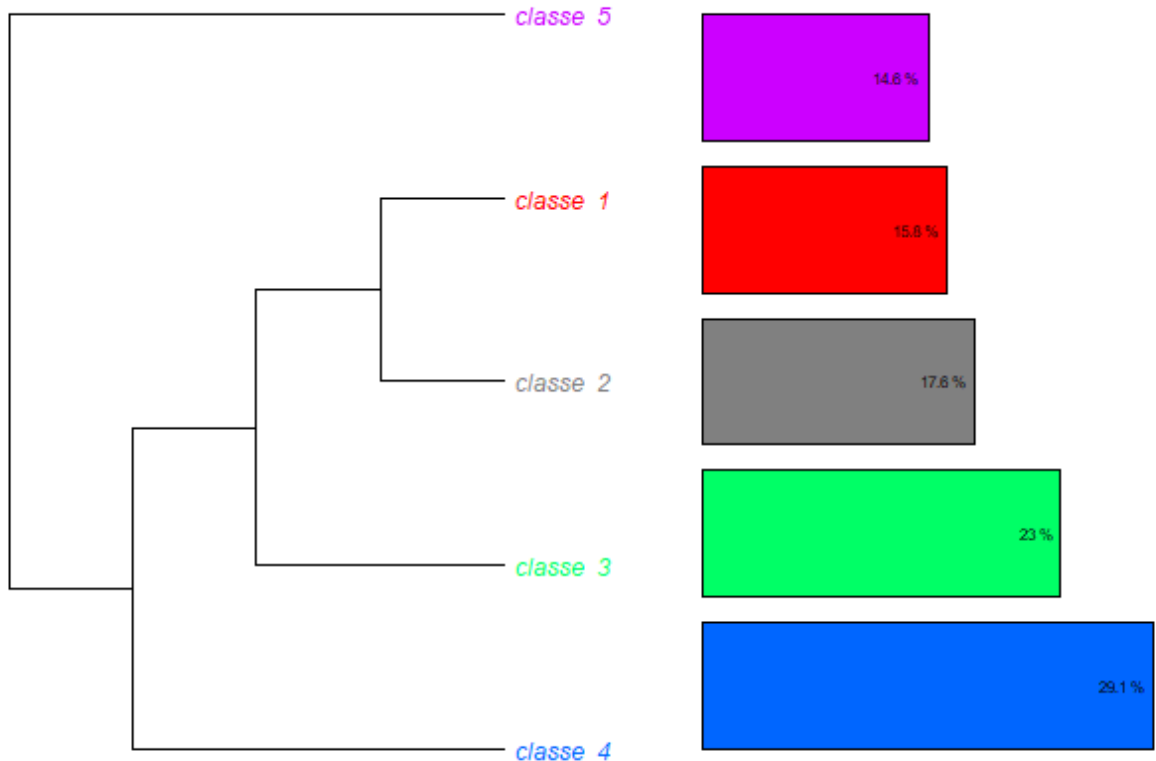 classe 5
14.6 %
classe 1
15.8 %
classe 2
17.6 %
classe 3
23 %
classe 4
29.1 %